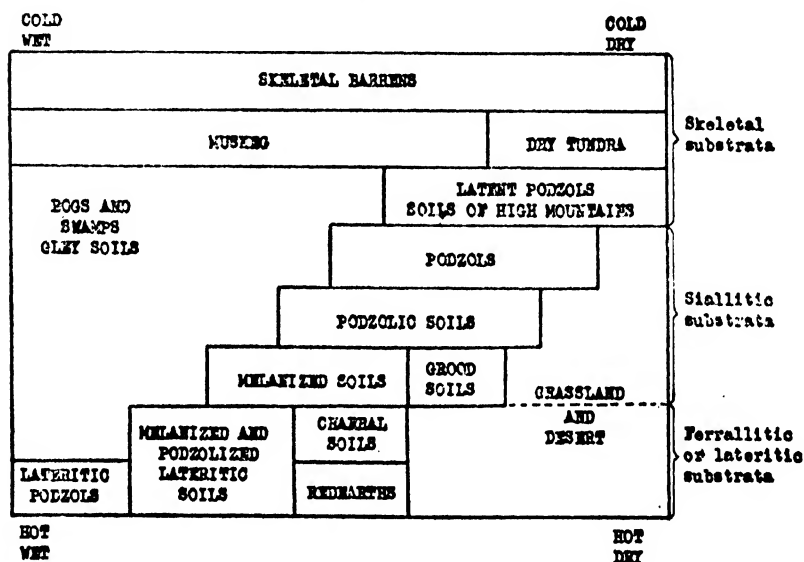 COLD
WET
COLD
DRY
SKELETAL BARRENS
MUSKEG
DRY TUNDRA
Skeletal
substrata
BOGS AND
SWAMPS
GLEY SOILS
LATENT PODZOLS
SOILS OF HIGH MOUNTAINS
PODZOLS
PODZOLIC SOILS
Siallitic
substrata
MELANIZED SOILS
GROOD
SOILS
GRASSLAND
AND
DESERT
MELANIZED AND
PODZOLIZED
LATERITIC
SOILS
CHARRAL
SOILS
Ferrallitic
or lateritic
substrata
LATERITIC
PODZOLS
REDEARTHS
HOT
WET
HOT
DRY